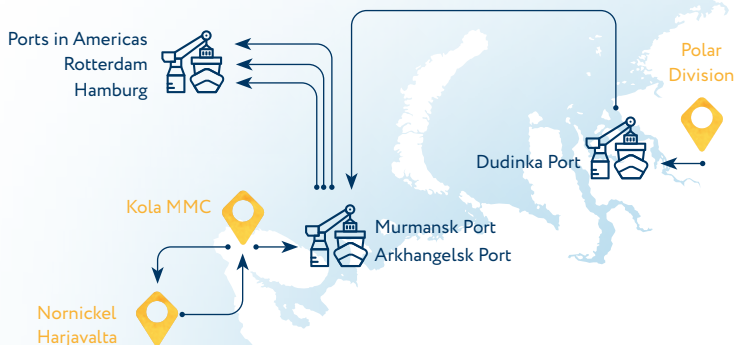 Ports in Americas
Rotterdam
Hamburg
Polar
Division
Dudinka Port
Kola MMC
Murmansk Port
Arkhangelsk Port
Nornickel
Harjavalta